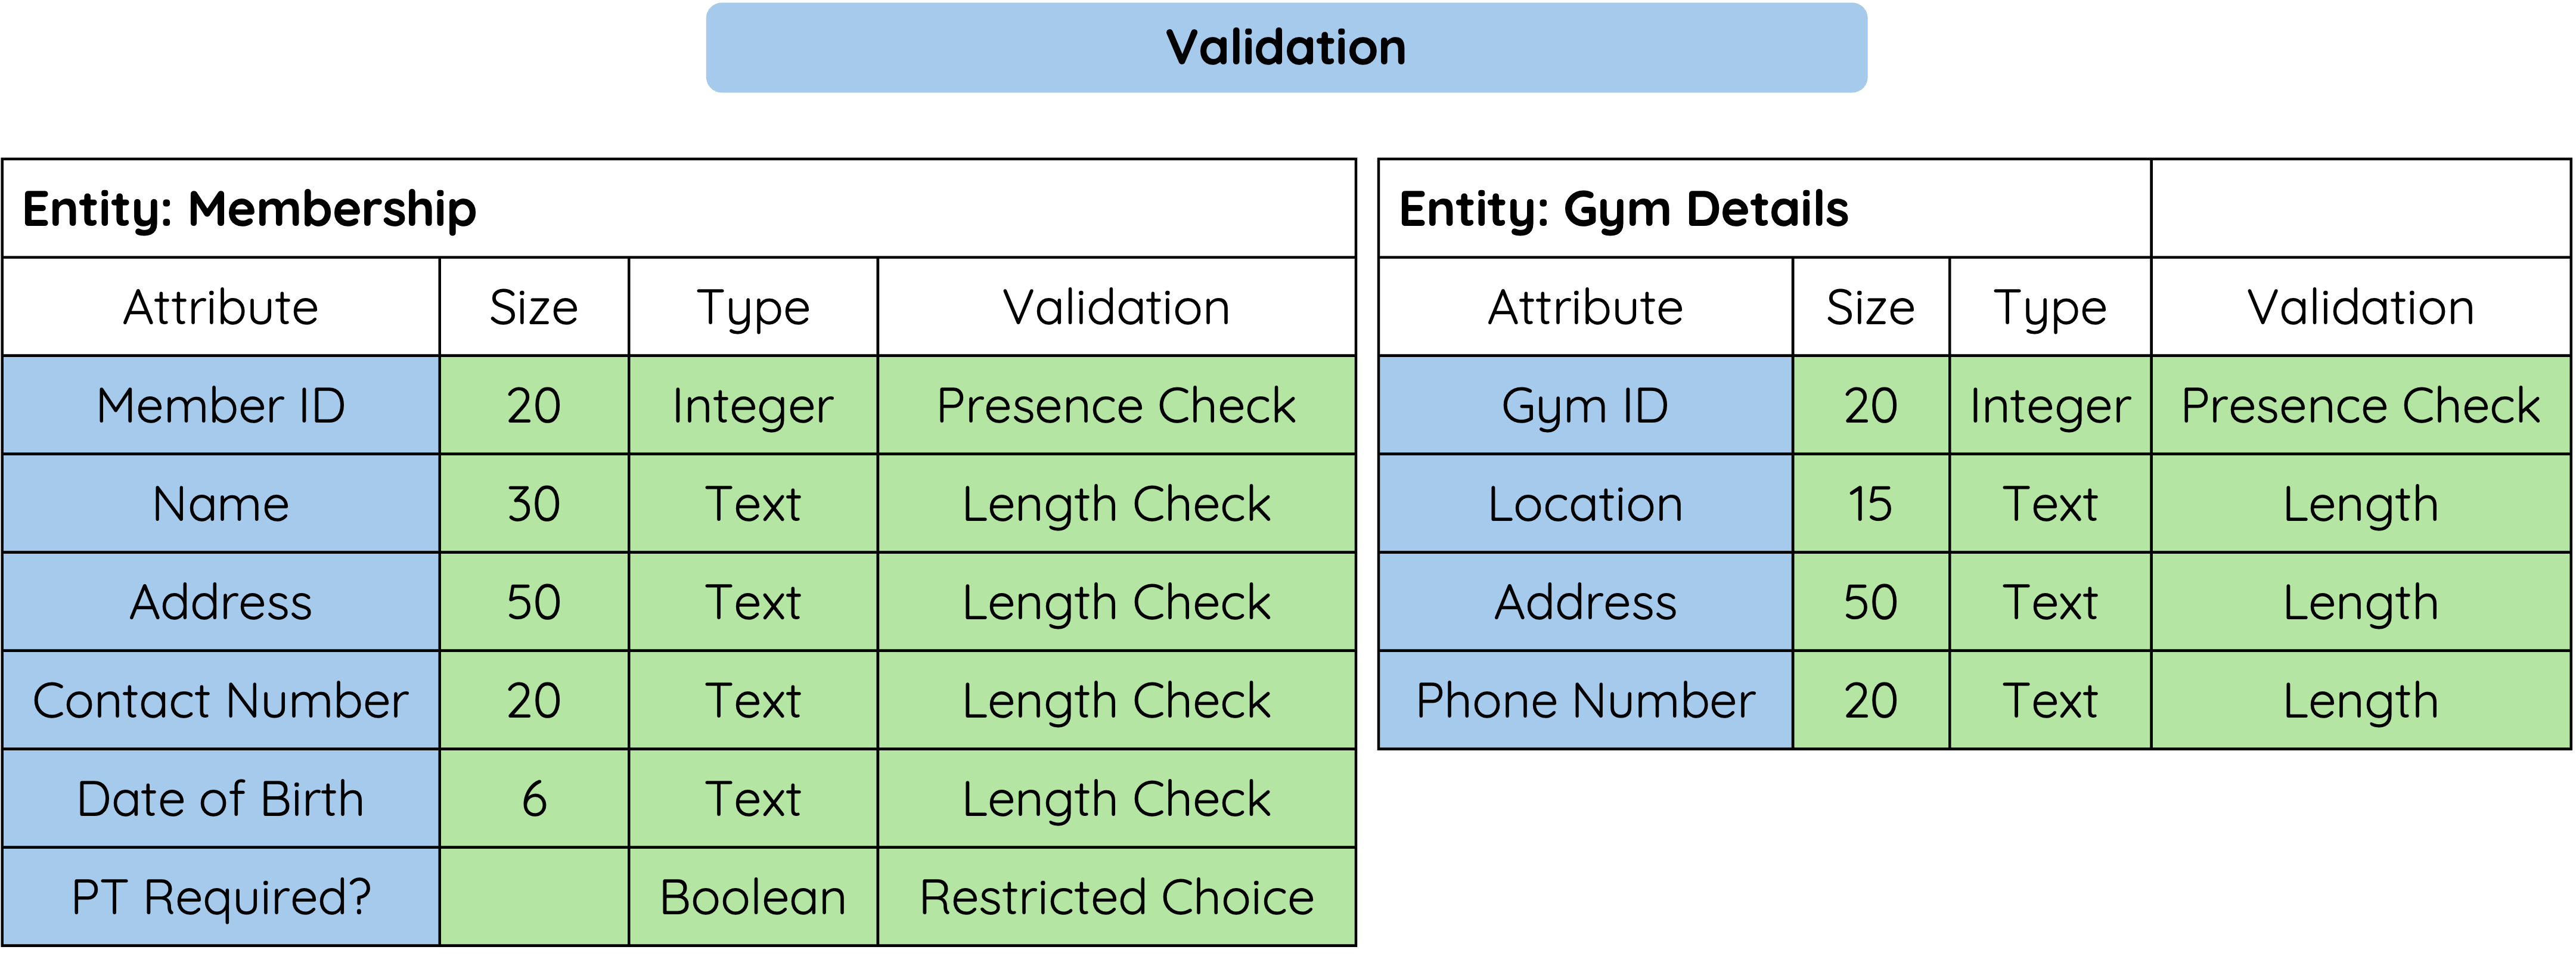 Validation
Entity: Membership
Attribute Size Type Validation
Member ID 20 Integer Presence Check
Name 30 Text Length Check
Address 50 Text Length Check
Contact Number 20 Text Length Check
Date of Birth 6 Text Length Check
PT Required? Boolean Restricted Choice
Entity: Gym Details
Attribute Size Type Validation
Gym ID 20 Integer Presence Check
Location 15 Text Length
Address 50 Text Length
Phone Number 20 Text Length